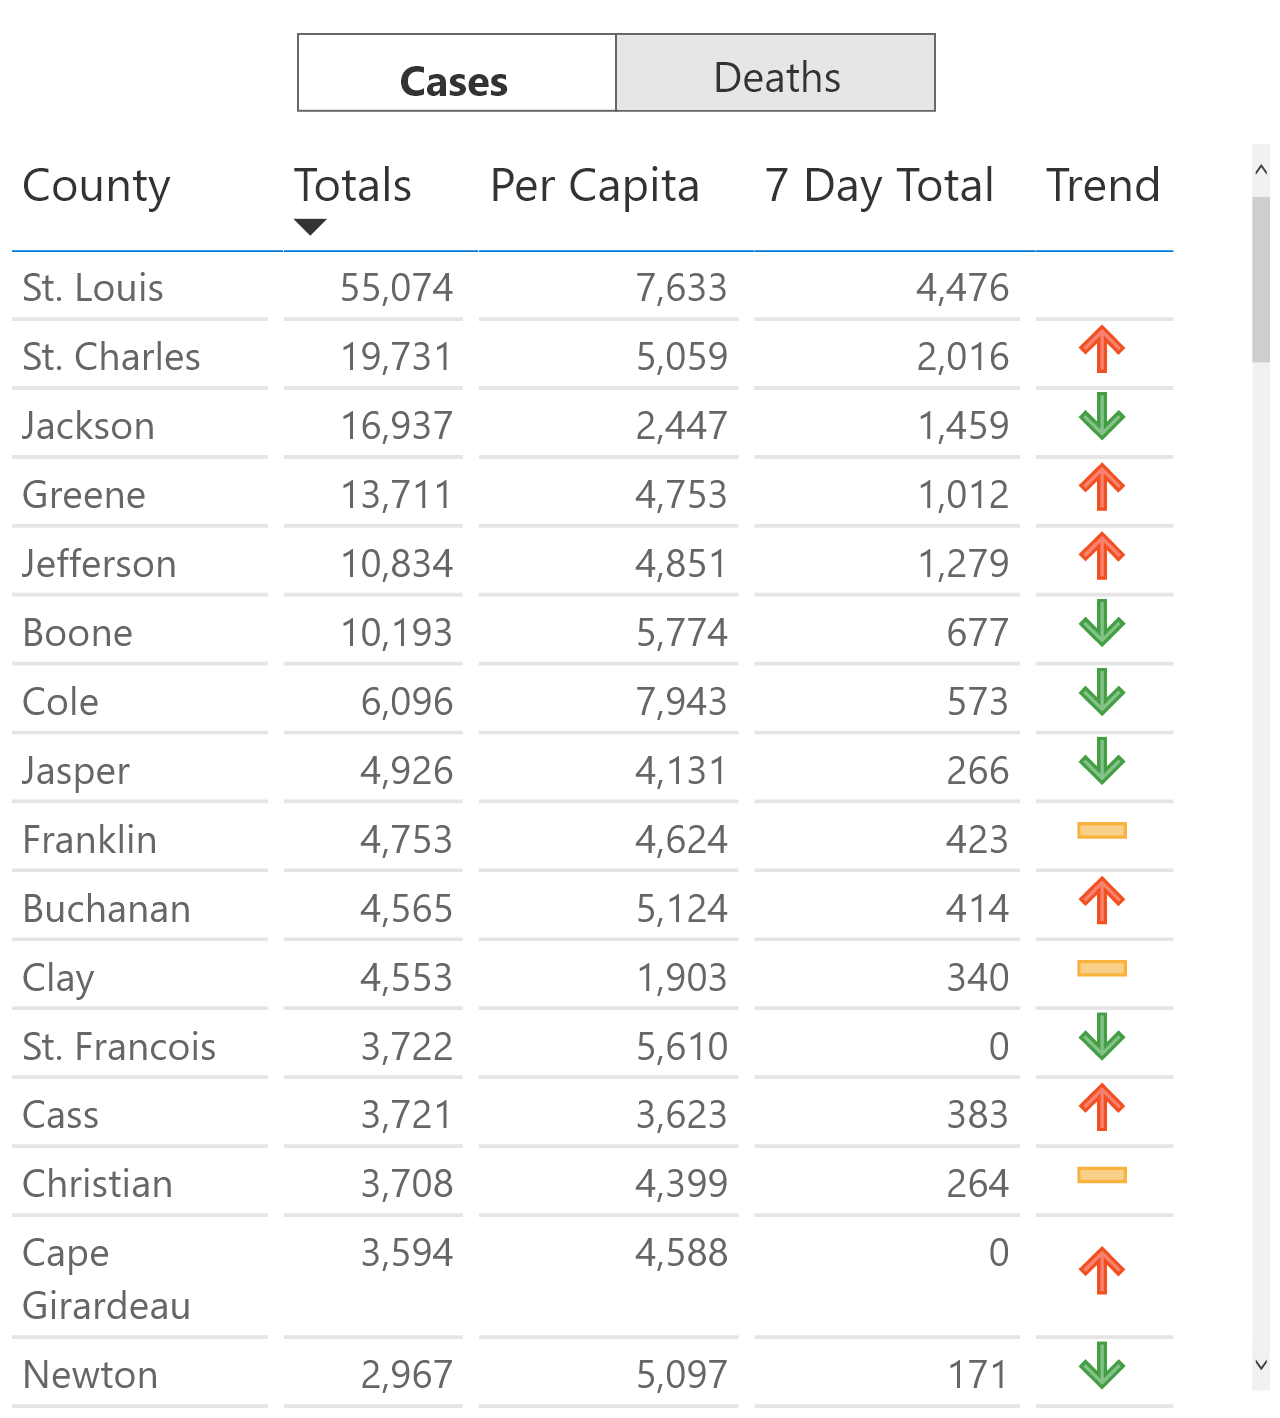 Cases Deaths
County Totals Per Capita 7 Day Total Trend
St. Louis 55,074 7,633 4,476
St. Charles 19,731 5,059 2,016
Jackson 16,937 2,447 1,459
Greene 13,711 4,753 1,012
Jefferson 10,834 4,851 1,279
Boone 10,193 5,774 677
Cole 6,096 7,943 573
Jasper 4,926 4,131 266
Franklin 4,753 4,624 423
Buchanan 4,565 5,124 414
Clay 4,553 1,903 340
St. Francois 3,722 5,610 0
Cass 3,721 3,623 383
Christian 3,708 4,399 264
Cape 3,594 4,588 0
Girardeau
Newton 2,967 5,097 171